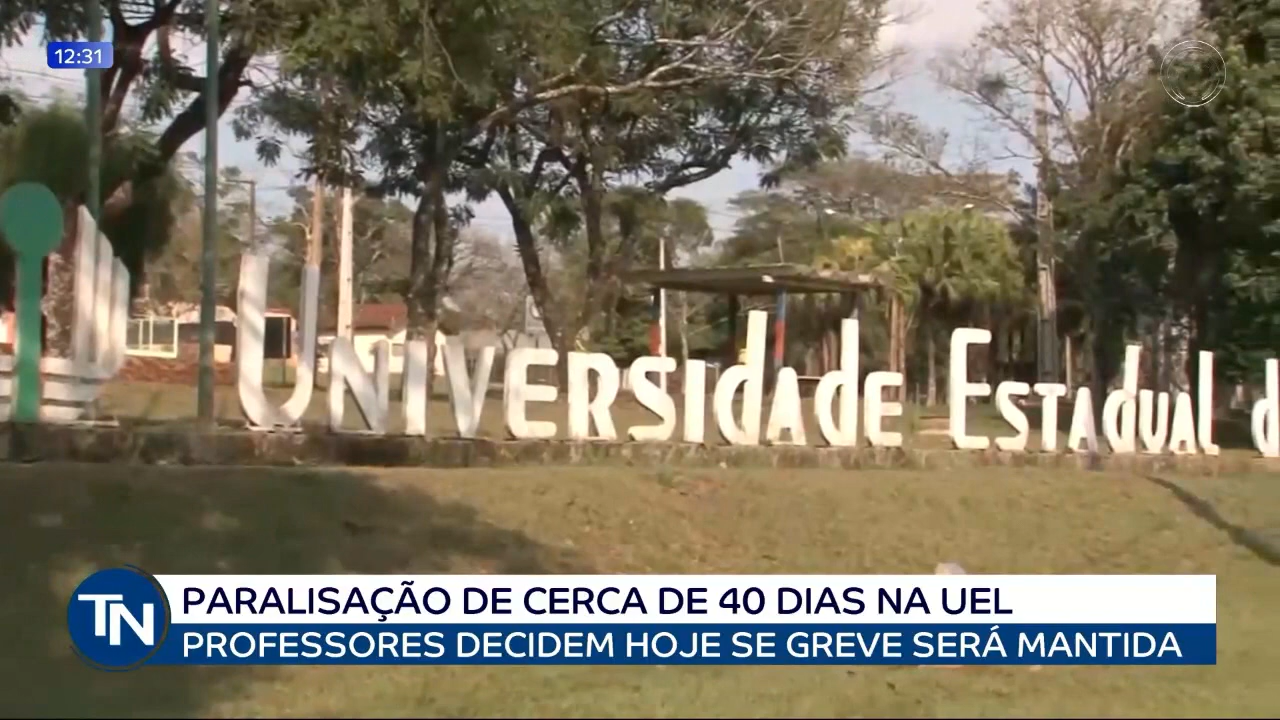 12:31
Universidade Estadual d
TN
PARALISAÇÃO DE CERCA DE 40 DIAS NA UEL
PROFESSORES DECIDEM HOJE SE GREVE SERÁ MANTIDA